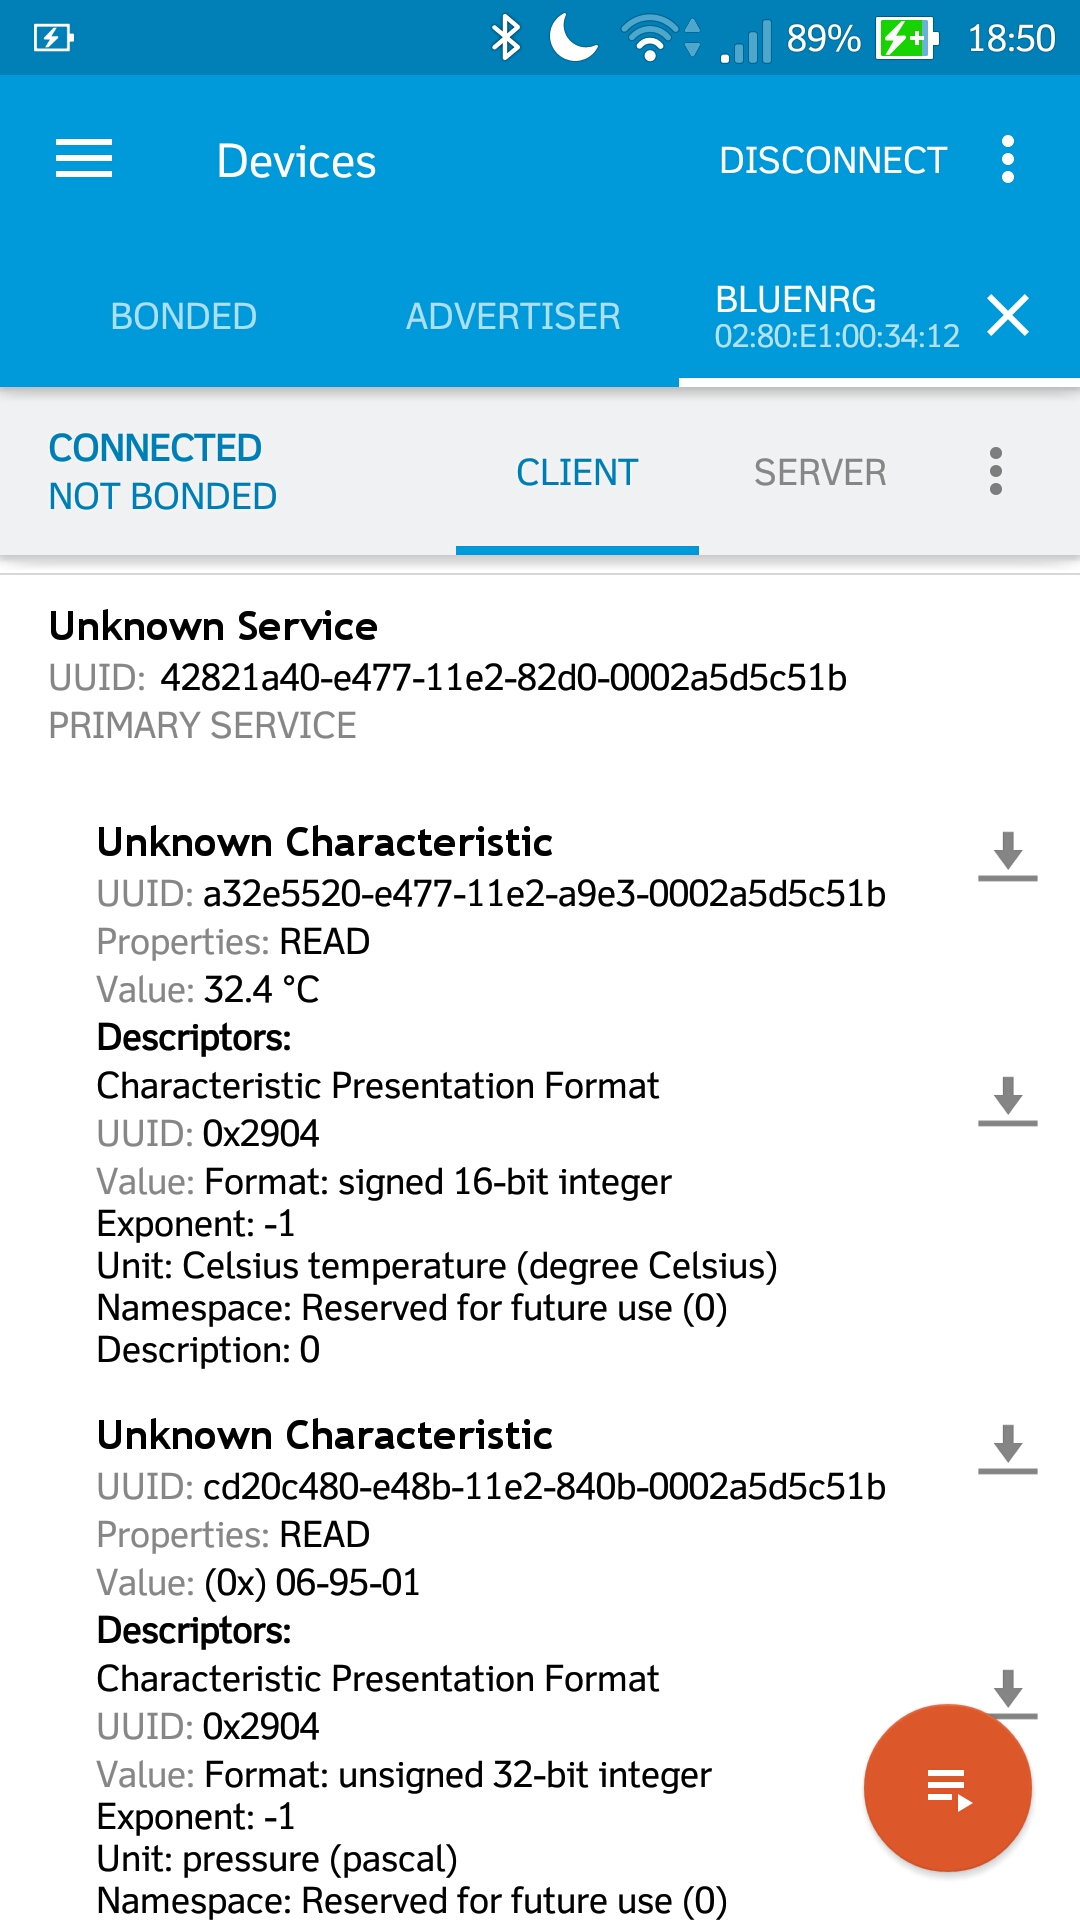 89% 18:50
Devices DISCONNECT
BONDED ADVERTISER BLUENRG
02:80:E1:00:34:12
CONNECTED
NOT BONDED
CLIENT SERVER
Unknown Service
UUID: 42821a40-e477-11e2-82d0-0002a5d5c51b
PRIMARY SERVICE
Unknown Characteristic
UUID: a32e5520-e477-11e2-a9e3-0002a5d5c51b
Properties: READ
Value: 32.4 °C
Descriptors:
Characteristic Presentation Format
UUID: 0x2904
Value: Format: signed 16-bit integer
Exponent: -1
Unit: Celsius temperature (degree Celsius)
Namespace: Reserved for future use (0)
Description: 0
Unknown Characteristic
UUID: cd20c480-e48b-11e2-840b-0002a5d5c51b
Properties: READ
Value: (0x) 06-95-01
Descriptors:
Characteristic Presentation Format
UUID: 0x2904
Value: Format: unsigned 32-bit integer
Exponent: -1
Unit: pressure (pascal)
Namespace: Reserved for future use (0)